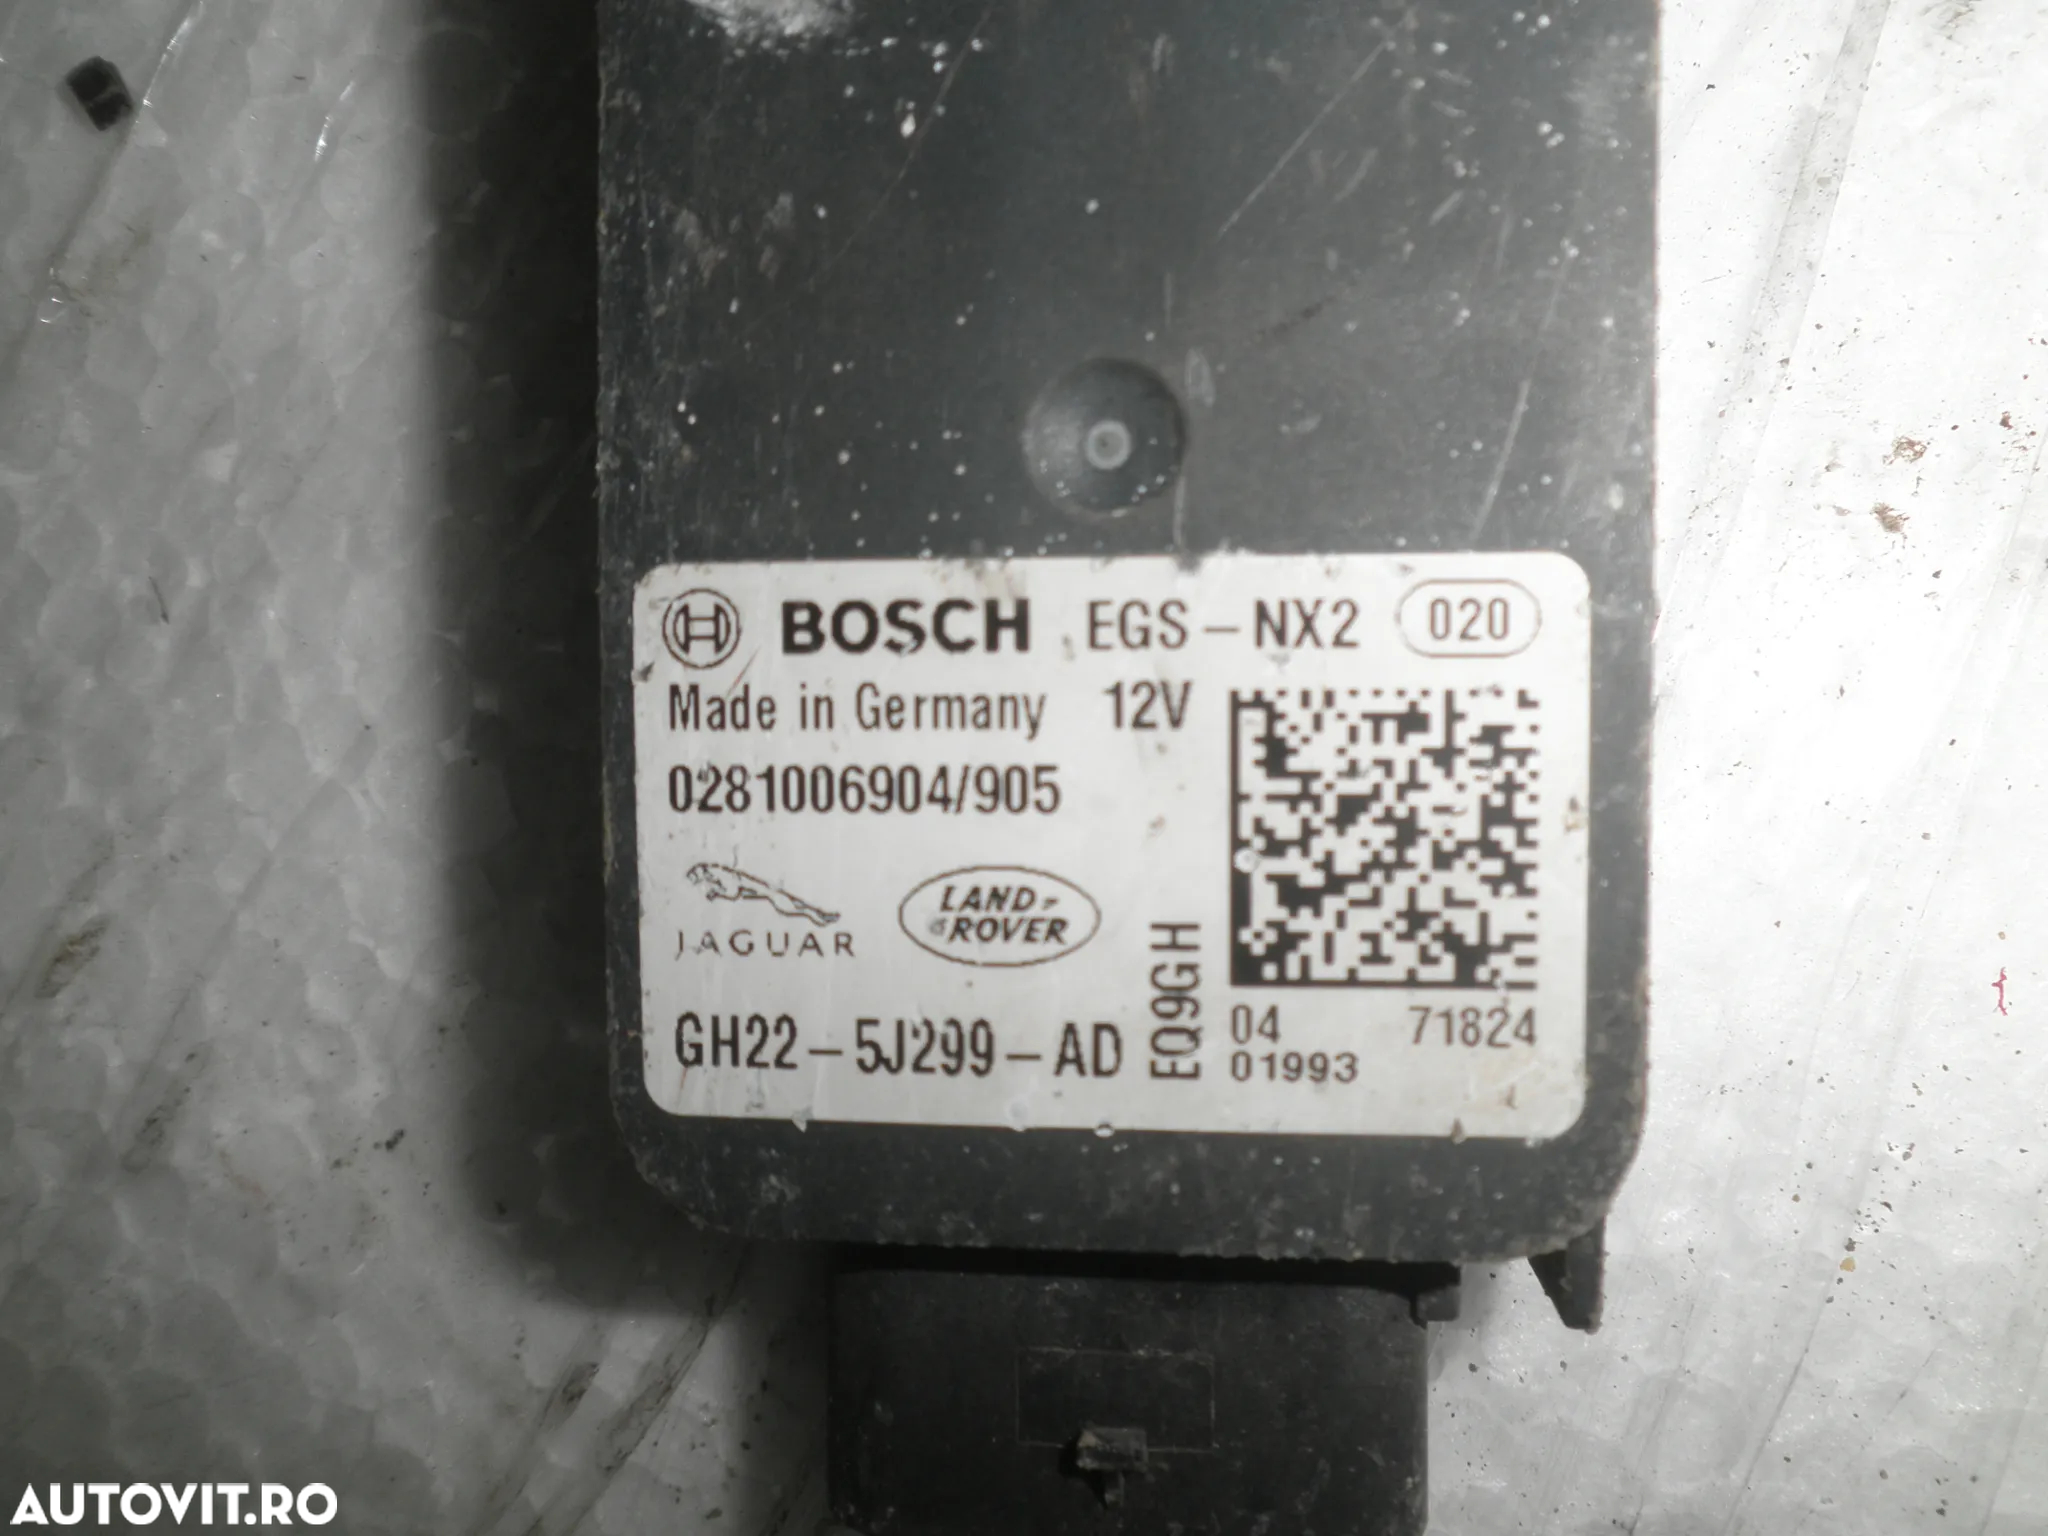 BOSCH EGS-NX2 020
Made in Germany 12V
0281006904/905
JAGUAR
LAND ROVER
GH22-5J299-AD
EQ9GH
04 71824
01993
AUTOVIT.RO